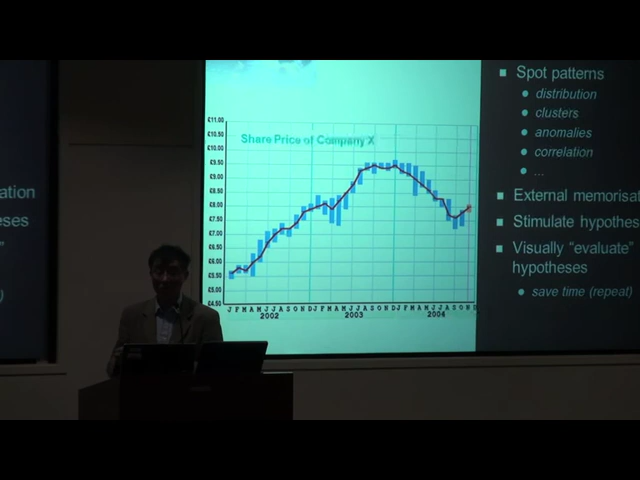 ation
eses
”
)
Share Price of Company X
£11.00
£10.50
£10.00
£9.50
£9.00
£8.50
£8.00
£7.50
£7.00
£6.50
£6.00
£5.50
£5.00
£4.50
J F M A M J J A S O N D J F M A M J J A S O N D J F M A M J J A S O N D
2002 2003 2004
Spot patterns
distribution
clusters
anomalies
correlation
...
External memorisat
Stimulate hypothes
Visually “evaluate”
hypotheses
save time (repeat)